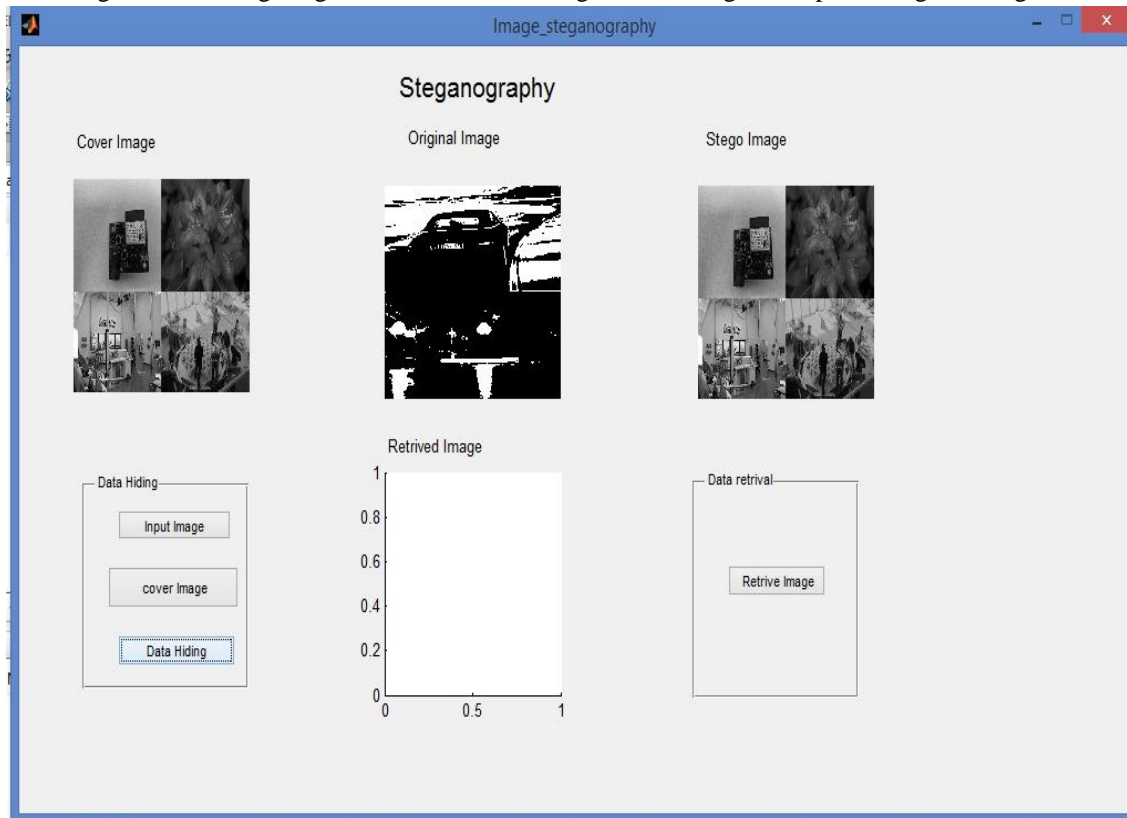 Image_steganography
Steganography
Cover Image
Original Image
Stego Image
Retrived Image
Data Hiding
Input Image
cover Image
Data Hiding
1
0.8
0.6
0.4
0.2
0
0 0.5 1
Data retrival
Retrive Image